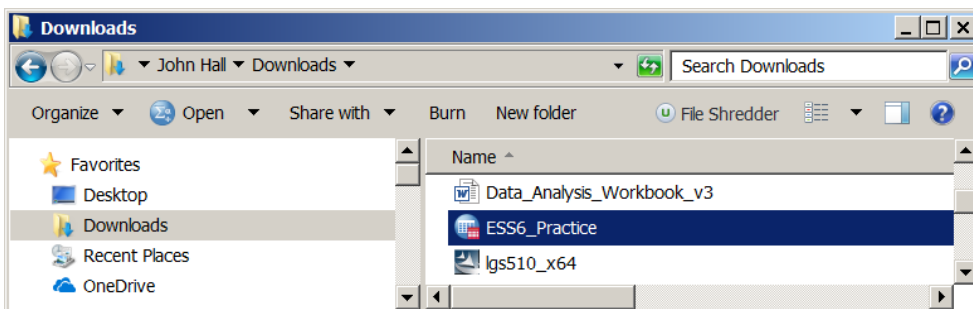 Downloads
John Hall Downloads
Search Downloads
Organize Open Share with Burn New folder File Shredder
Favorites
Desktop
Downloads
Recent Places
OneDrive
Name
Data_Analysis_Workbook_v3
ESS6_Practice
lgs510_x64